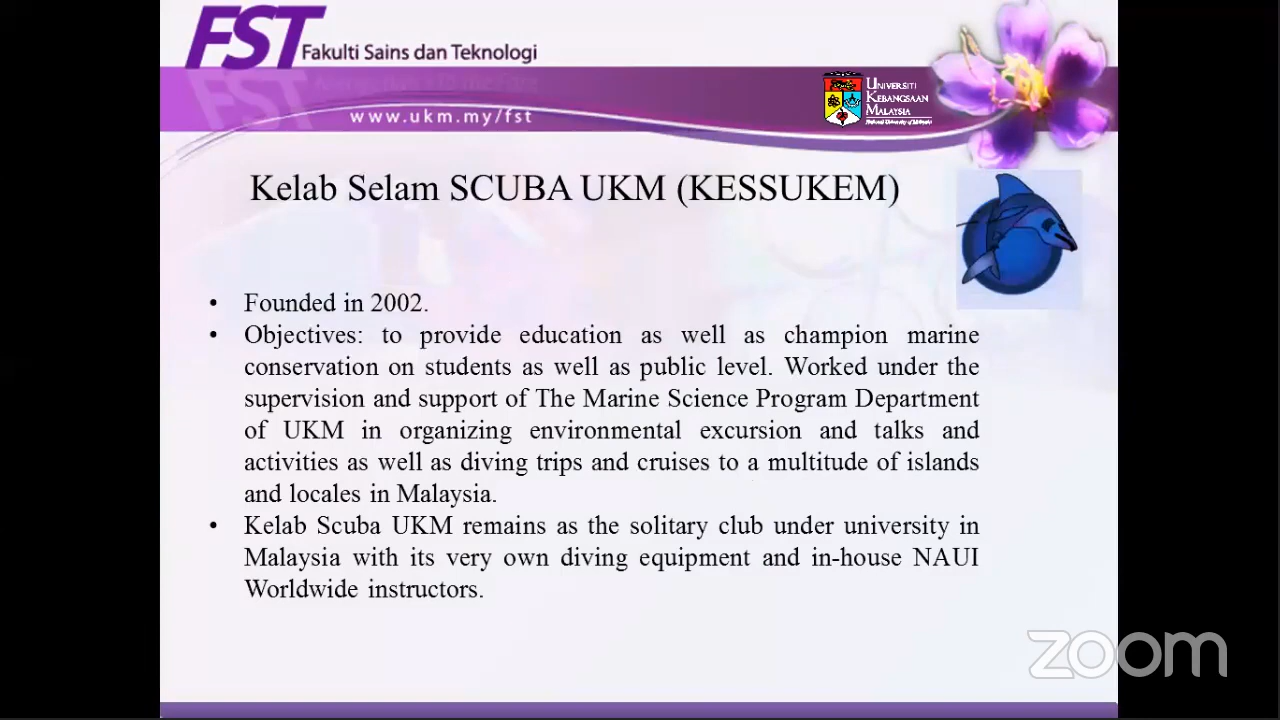 FST Fakulti Sains dan Teknologi
www.ukm.my/fst
UNIVERSITI
KEBANGSAAN
MALAYSIA
National University of Malaysia
Kelab Selam SCUBA UKM (KESSUKEM)
• Founded in 2002.
• Objectives: to provide education as well as champion marine
conservation on students as well as public level. Worked under the
supervision and support of The Marine Science Program Department
of UKM in organizing environmental excursion and talks and
activities as well as diving trips and cruises to a multitude of islands
and locales in Malaysia.
• Kelab Scuba UKM remains as the solitary club under university in
Malaysia with its very own diving equipment and in-house NAUI
Worldwide instructors.
zoom